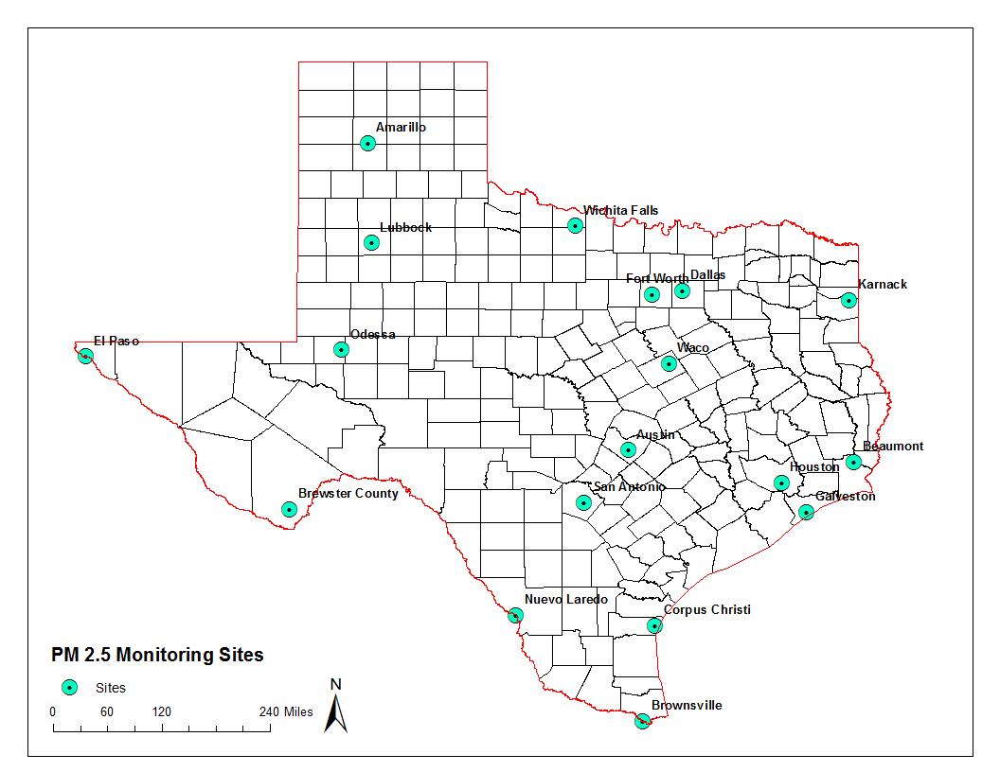 Amarillo
Wichita Falls
Lubbock
Fort Worth
Dallas
Karnack
El Paso
Odessa
Waco
Austin
Beaumont
Houston
San Antonio
Brewster County
Galveston
Nuevo Laredo
Corpus Christi
PM 2.5 Monitoring Sites
Sites
N
Brownsville
0 60 120 240 Miles